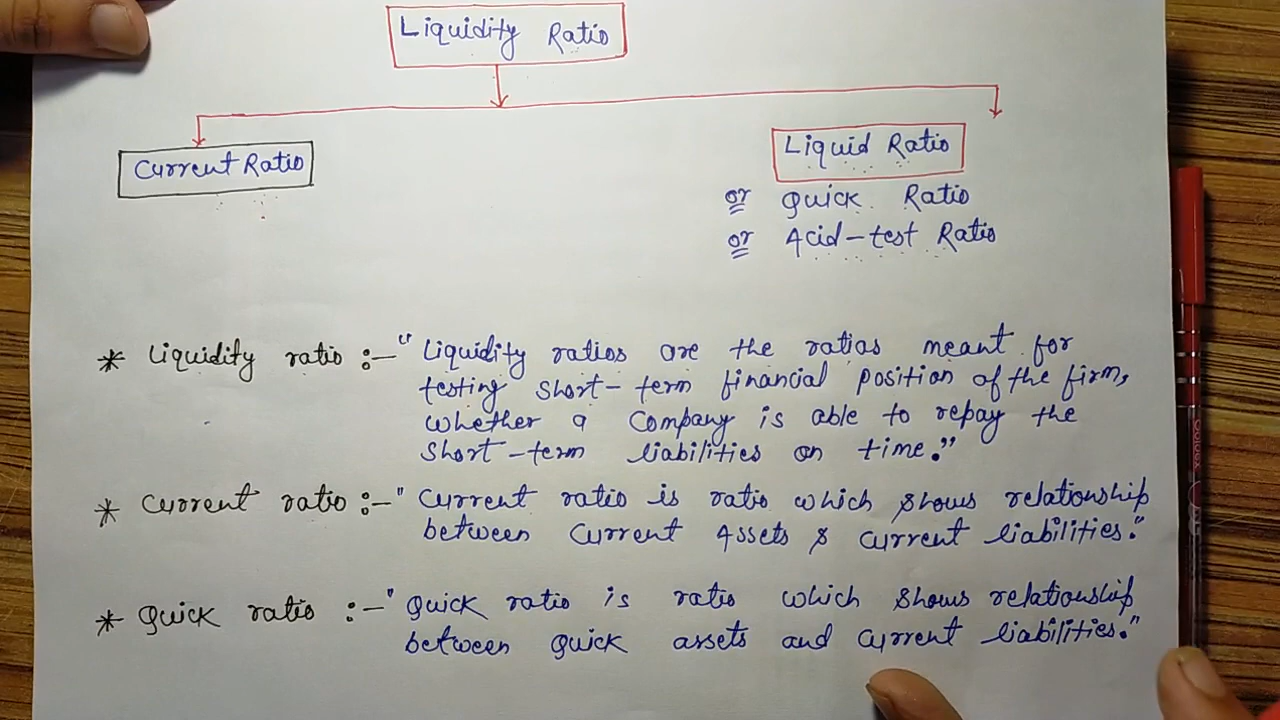 Liquidity Ratio
Current Ratio
Liquid Ratio
or Quick Ratio
or Acid-test Ratio
* Liquidity ratio :- "Liquidity ratios are the ratios meant for
testing short-term financial position of the firm,
whether a company is able to repay the
short-term liabilities on time."
* Current ratio :- "Current ratio is ratio which shows relationship
between Current Assets & current liabilities."
* Quick ratio :- "Quick ratio is ratio which shows relationship
between quick assets and current liabilities."